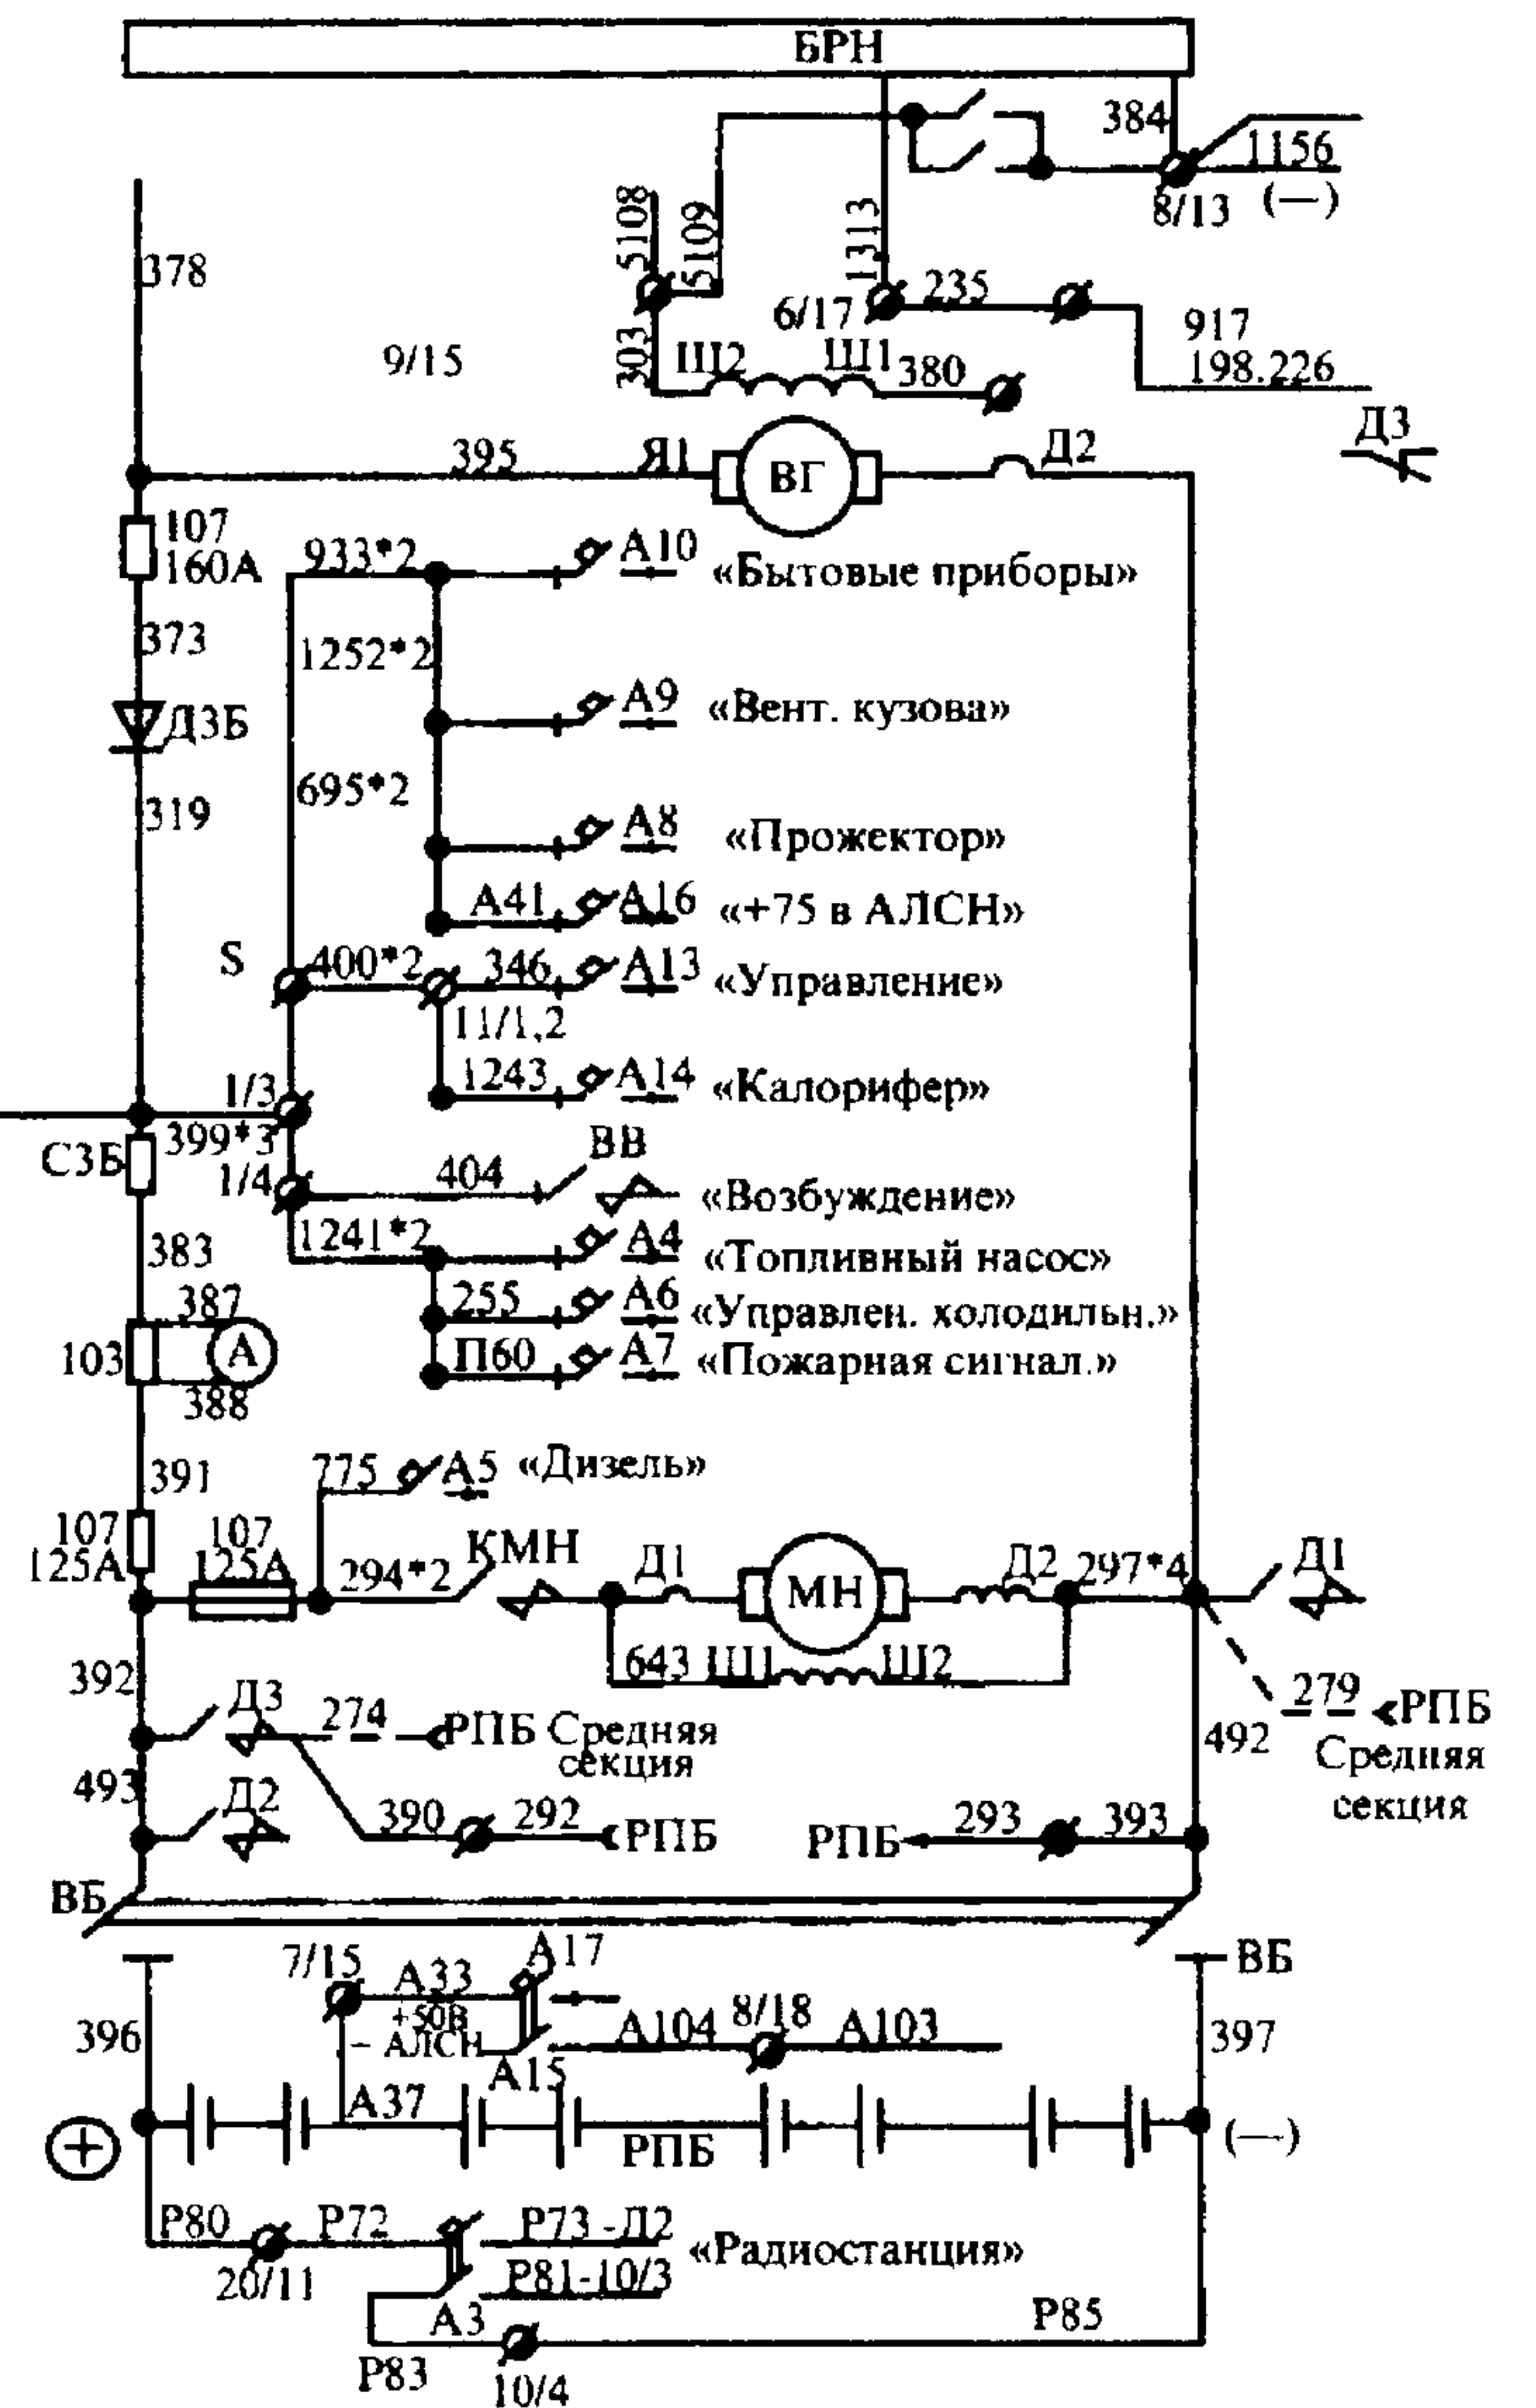 БРН
384
1156
8/13
(—)
5108
5109
1313
378
6/17
235
917
198.226
9/15
303
Ш2
Ш1
380
Д3
395
Я1
ВГ
Д2
107
160А
933*2
А10
«Бытовые приборы»
373
1252*2
А9
«Вент. кузова»
Д3Б
695*2
319
А8
«Прожектор»
А41
А16
«+75 в АЛСН»
S
400*2
346
А13
«Управление»
11/1,2
1243
А14
«Калорифер»
1/3
399*3
СЗБ
1/4
404
ВВ
«Возбуждение»
1241*2
А4
«Топливный насос»
383
255
А6
«Управлен. холодильн.»
387
103
А
П60
А7
«Пожарная сигнал.»
388
391
775
А5
«Дизель»
107
125А
107
125А
294*2
КМН
Д1
МН
Д2
297*4
Д1
643
Ш1
Ш2
392
Д3
274
РПБ Средняя
секция
279
РПБ
492
Средняя
секция
493
Д2
390
292
РПБ
РПБ
293
393
ВБ
7/15
А33
А17
ВБ
+50В
– АЛСН
396
А104
8/18
А103
397
А15
А37
РПБ
+
(—)
Р80
Р72
Р73 -Д2
«Радиостанция»
20/11
Р81-10/3
А3
Р85
Р83
10/4